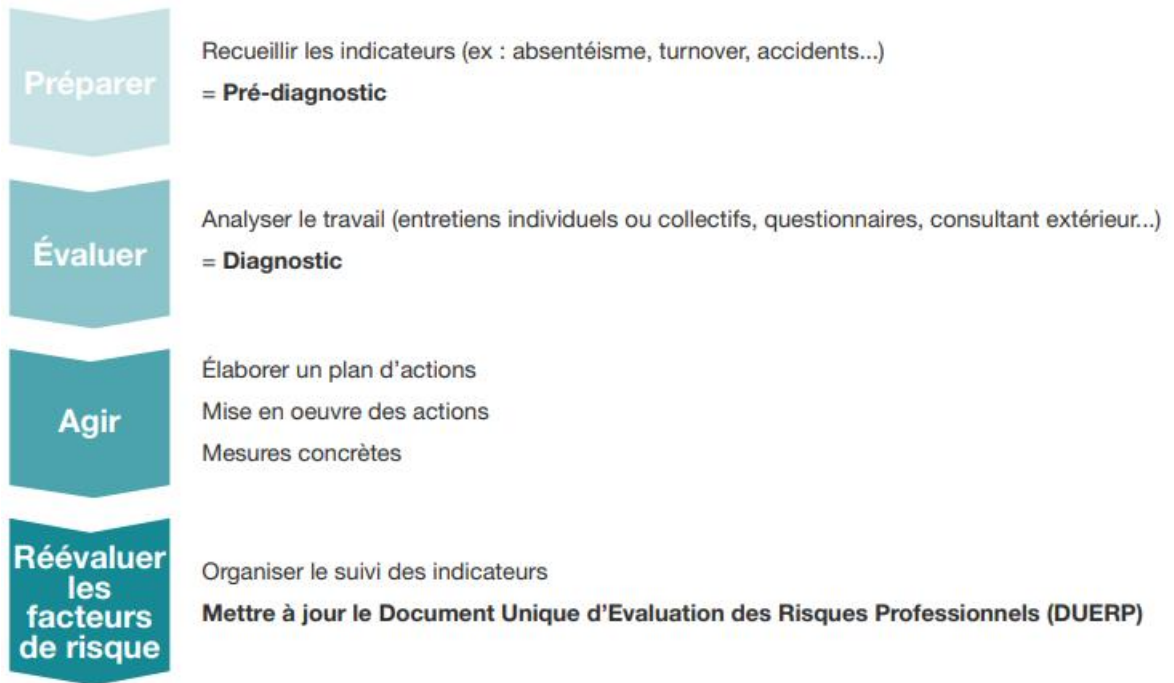 Préparer
Recueillir les indicateurs (ex : absentéisme, turnover, accidents...)
= Pré-diagnostic
Évaluer
Analyser le travail (entretiens individuels ou collectifs, questionnaires, consultant extérieur...)
= Diagnostic
Agir
Élaborer un plan d’actions
Mise en oeuvre des actions
Mesures concrètes
Réévaluer
les
facteurs
de risque
Organiser le suivi des indicateurs
Mettre à jour le Document Unique d’Evaluation des Risques Professionnels (DUERP)